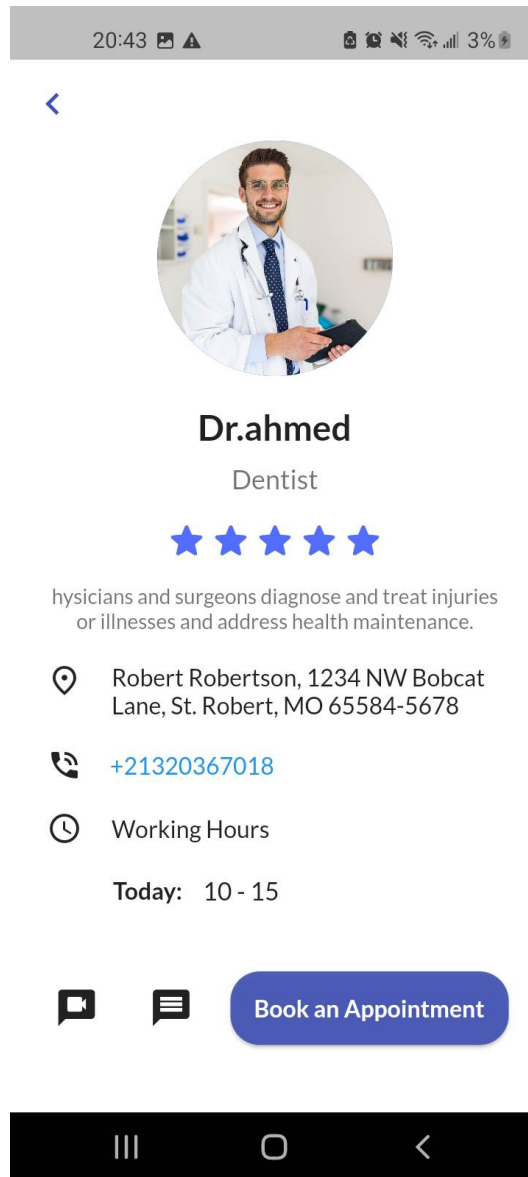 20:43
3%
Dr.ahmed
Dentist
hysicians and surgeons diagnose and treat injuries
or illnesses and address health maintenance.
Robert Robertson, 1234 NW Bobcat
Lane, St. Robert, MO 65584-5678
+21320367018
Working Hours
Today: 10 - 15
Book an Appointment